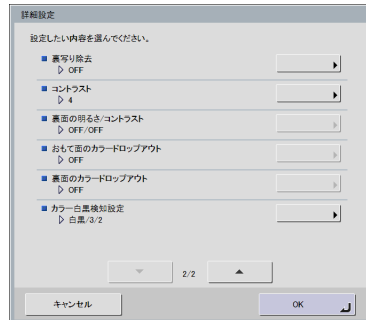 詳細設定
設定したい内容を選んでください。
裏写り除去
OFF
コントラスト
4
裏面の明るさ/コントラスト
OFF/OFF
おもて面のカラードロップアウト
OFF
裏面のカラードロップアウト
OFF
カラー白黒検知設定
白黒/3/2
2/2
キャンセル
OK